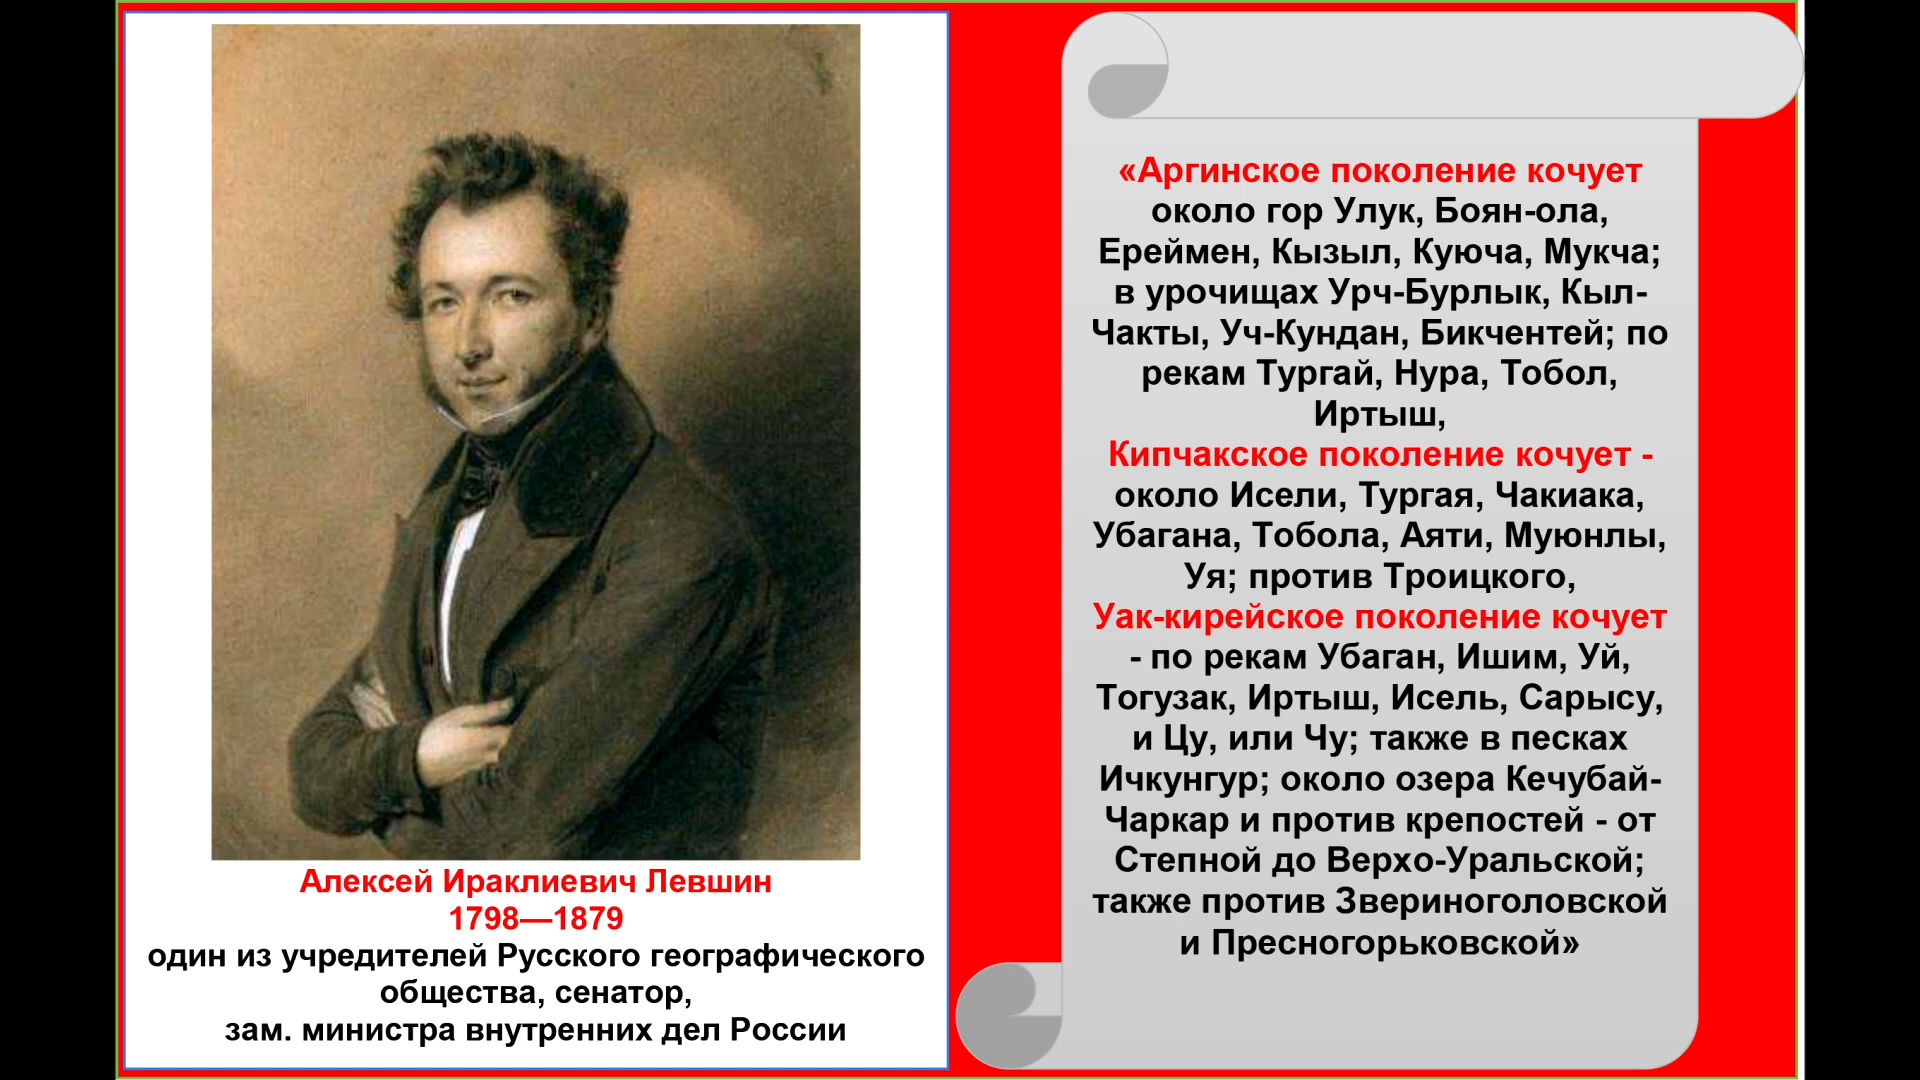 Алексей Ираклиевич Левшин
1798—1879
один из учредителей Русского географического
общества, сенатор,
зам. министра внутренних дел России
«Аргинское поколение кочует
около гор Улук, Боян-ола,
Ереймен, Кызыл, Куюча, Мукча;
в урочищах Урч-Бурлык, Кыл-
Чакты, Уч-Кундан, Бикчентей; по
рекам Тургай, Нура, Тобол,
Иртыш,
Кипчакское поколение кочует -
около Исели, Тургая, Чакиака,
Убагана, Тобола, Аяти, Муюнлы,
Уя; против Троицкого,
Уак-кирейское поколение кочует
- по рекам Убаган, Ишим, Уй,
Тогузак, Иртыш, Исель, Сарысу,
и Цу, или Чу; также в песках
Ичкунгур; около озера Кечубай-
Чаркар и против крепостей - от
Степной до Верхо-Уральской;
также против Звериноголовской
и Пресногорьковской»